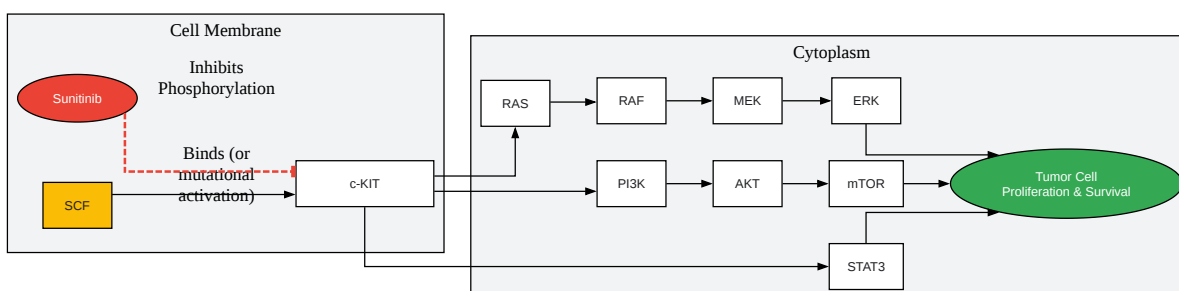 Cell Membrane
Inhibits
Phosphorylation
Sunitinib
Binds (or
mutational
activation)
SCF
c-KIT
Cytoplasm
RAS
RAF
MEK
ERK
PI3K
AKT
mTOR
Tumor Cell
Proliferation & Survival
STAT3